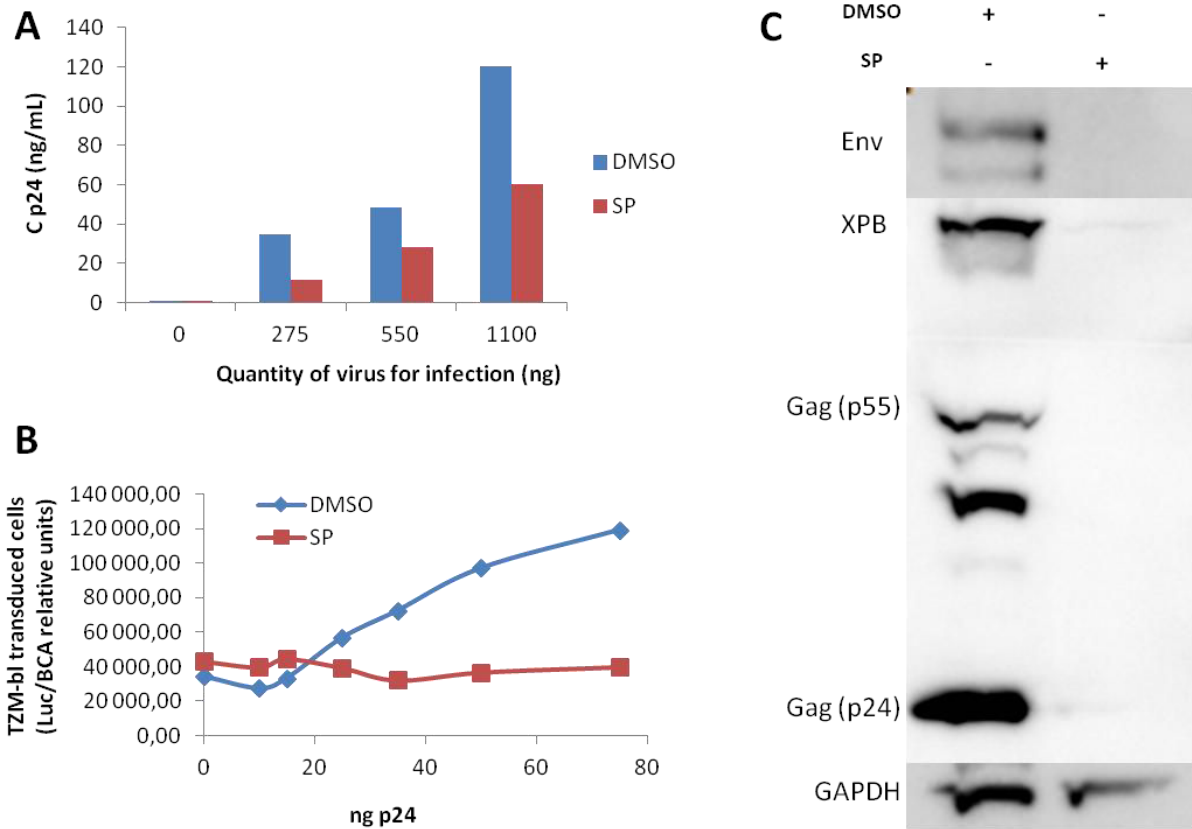 A
140
120
100
80
60
40
20
0
C p24 (ng/mL)
0 275 550 1100
Quantity of virus for infection (ng)
DMSO
SP
B
140 000,00
120 000,00
100 000,00
80 000,00
60 000,00
40 000,00
20 000,00
0,00
TZM-bl transduced cells
(Luc/BCA relative units)
DMSO
SP
0 20 40 60 80
ng p24
C
DMSO + -
SP - +
Env
XPB
Gag (p55)
Gag (p24)
GAPDH